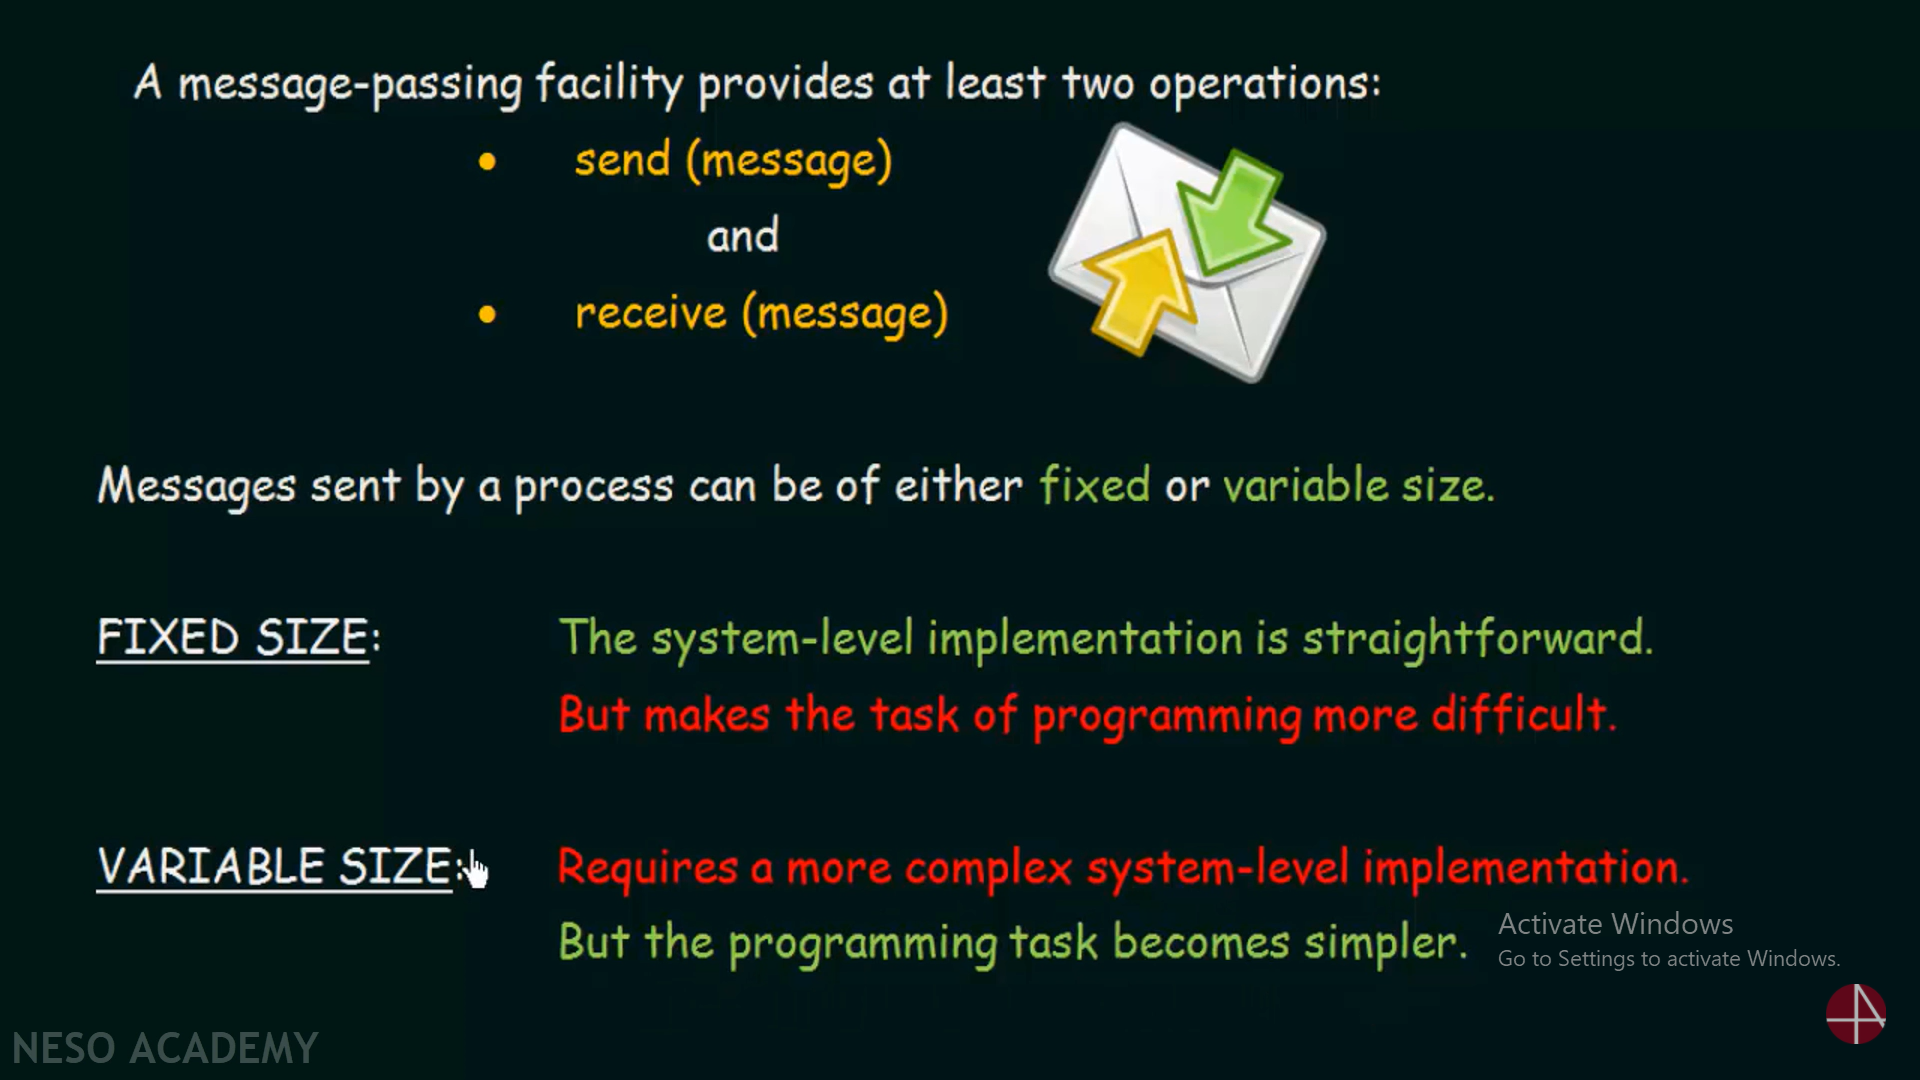 A message-passing facility provides at least two operations:
• send (message)
and
• receive (message)
Messages sent by a process can be of either fixed or variable size.
FIXED SIZE: The system-level implementation is straightforward.
But makes the task of programming more difficult.
VARIABLE SIZE: Requires a more complex system-level implementation.
But the programming task becomes simpler.
Activate Windows
Go to Settings to activate Windows.
NESO ACADEMY